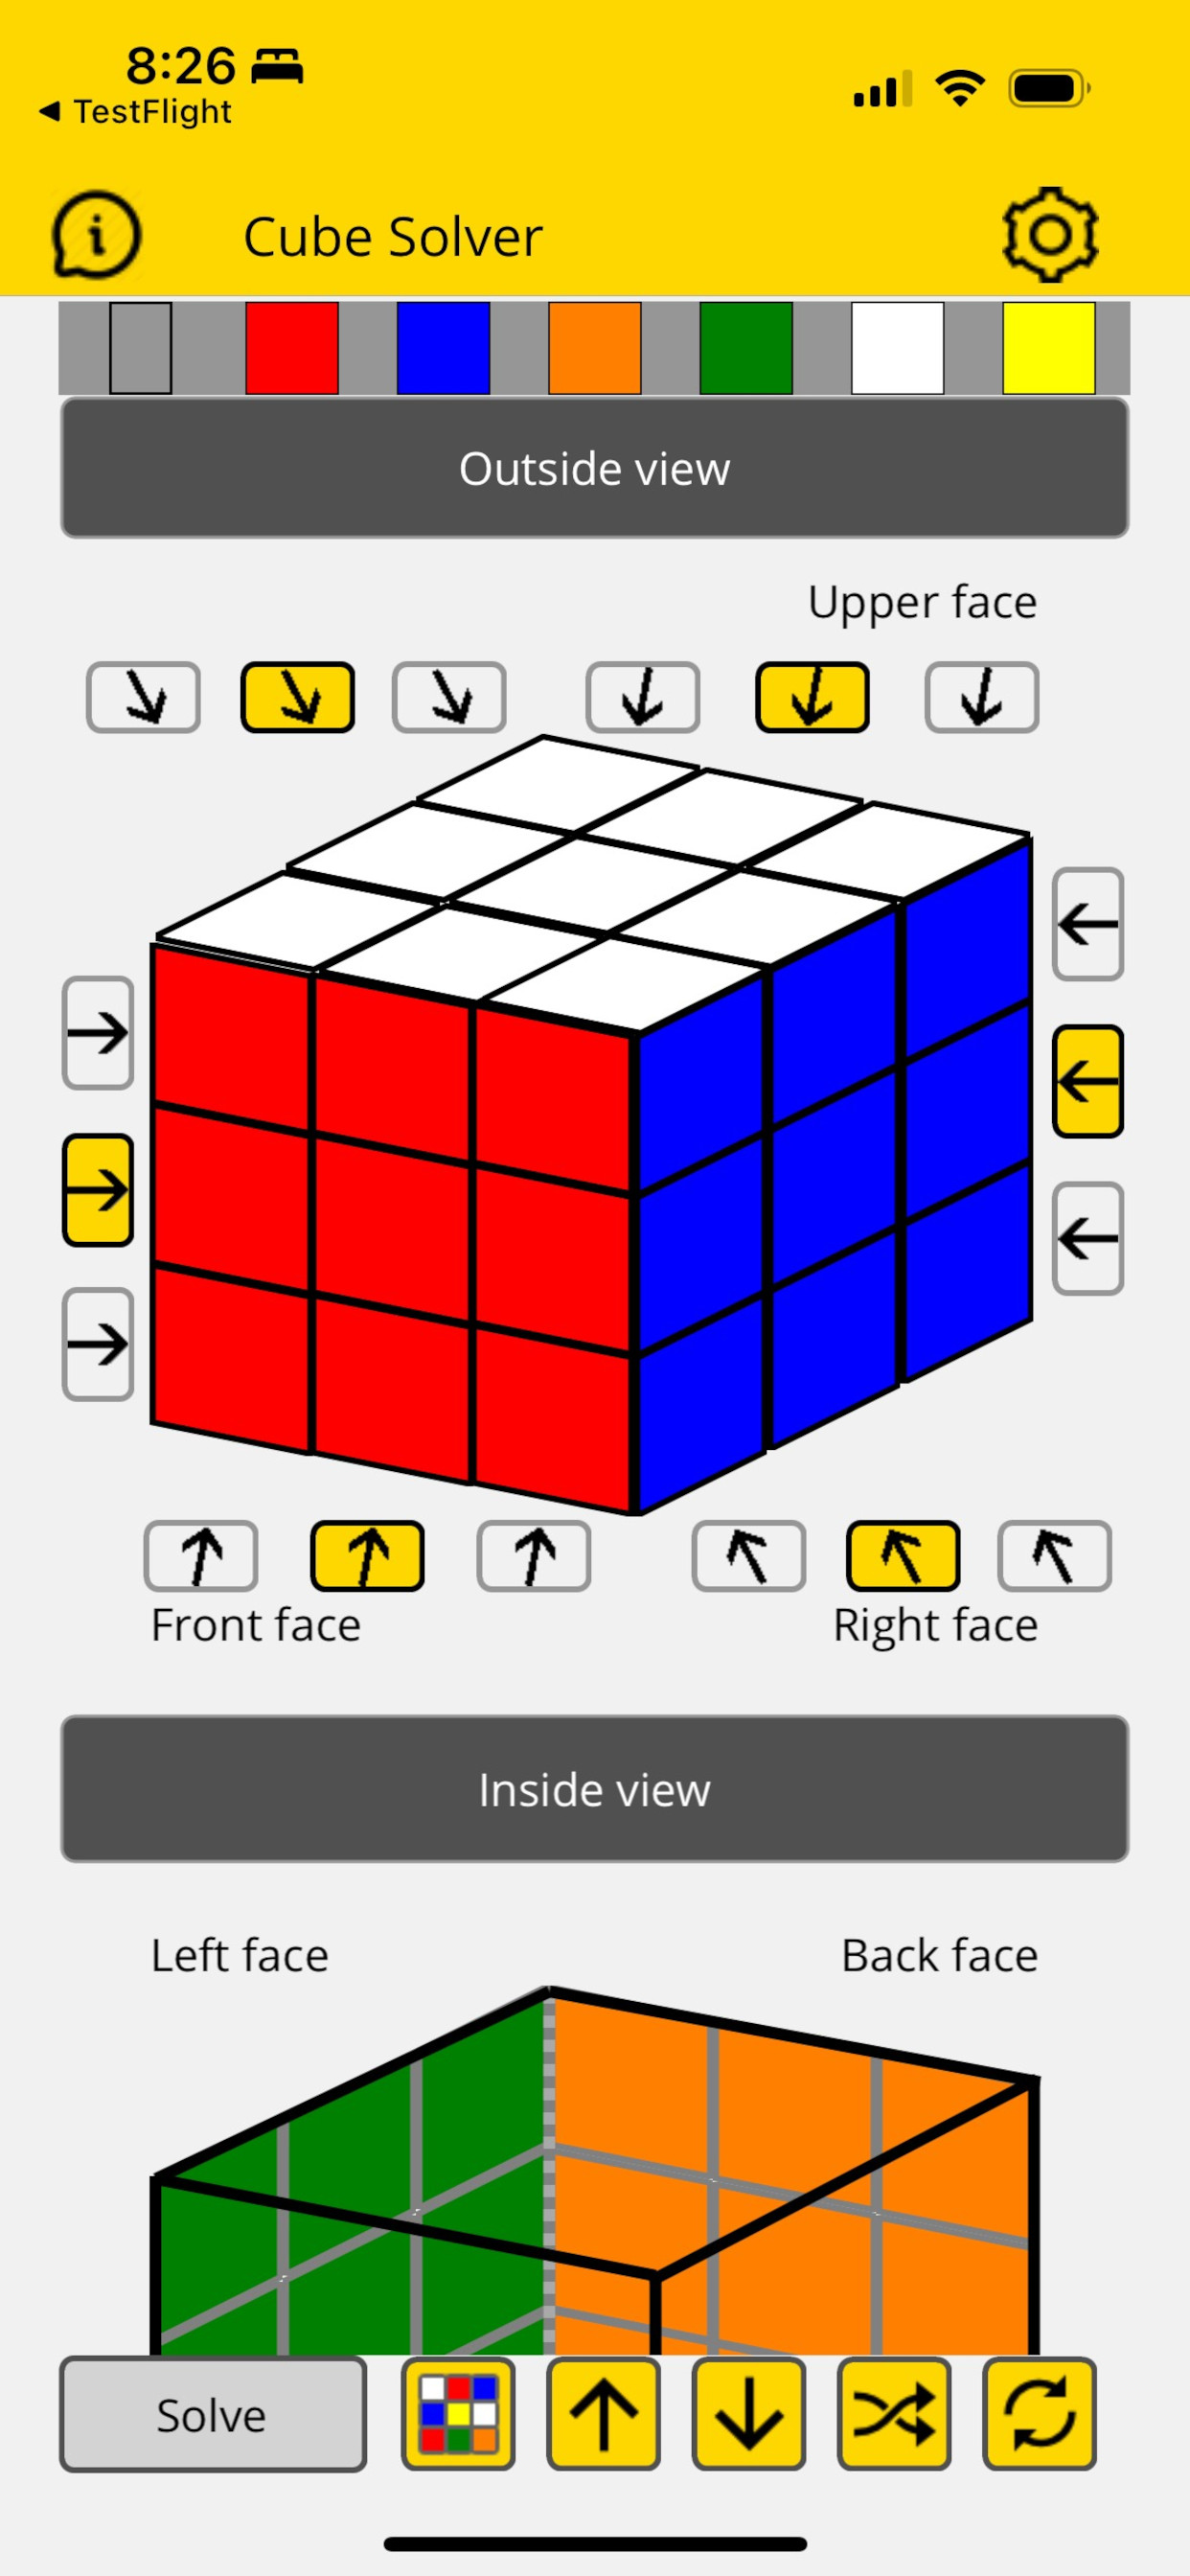 8:26
◀ TestFlight
Cube Solver
Outside view
Upper face
Front face
Right face
Inside view
Left face
Back face
Solve